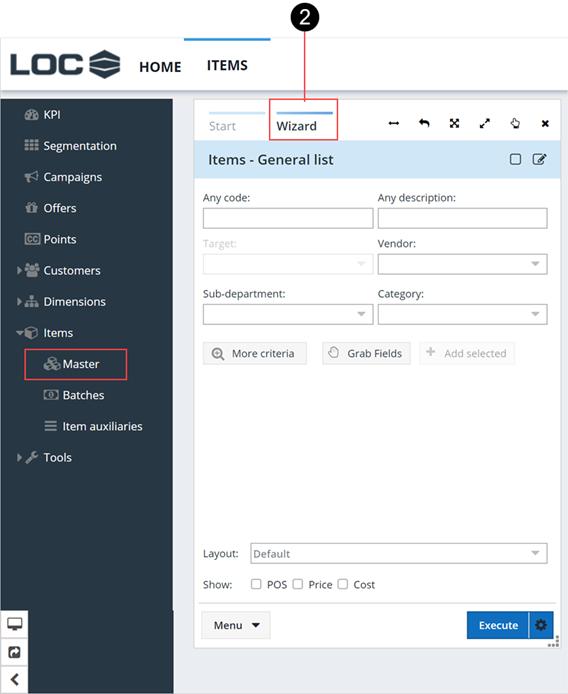 2
LOC HOME ITEMS
KPI
Segmentation
Campaigns
Offers
CC Points
Customers
Dimensions
Items
Master
Batches
Item auxiliaries
Tools
Start Wizard
Items - General list
Any code: Any description:
Target: Vendor:
Sub-department: Category:
More criteria Grab Fields Add selected
Layout: Default
Show: POS Price Cost
Menu Execute